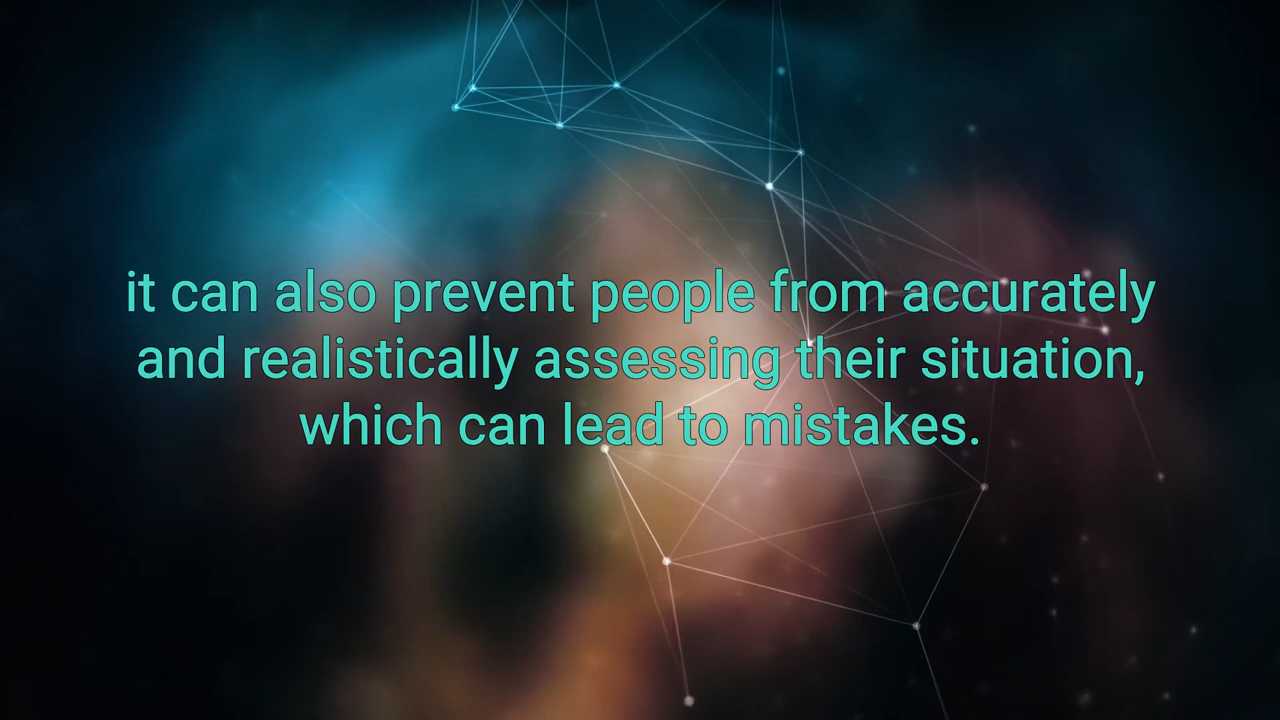 it can also prevent people from accurately
and realistically assessing their situation,
which can lead to mistakes.